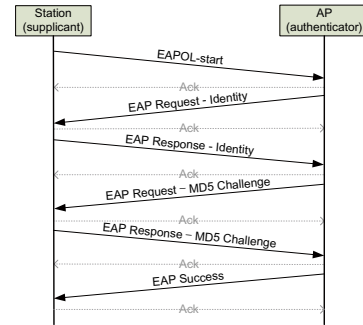 Station
(supplicant)
AP
(authenticator)
EAPOL-start
Ack
EAP Request - Identity
Ack
EAP Response - Identity
Ack
EAP Request – MD5 Challenge
Ack
EAP Response – MD5 Challenge
Ack
EAP Success
Ack